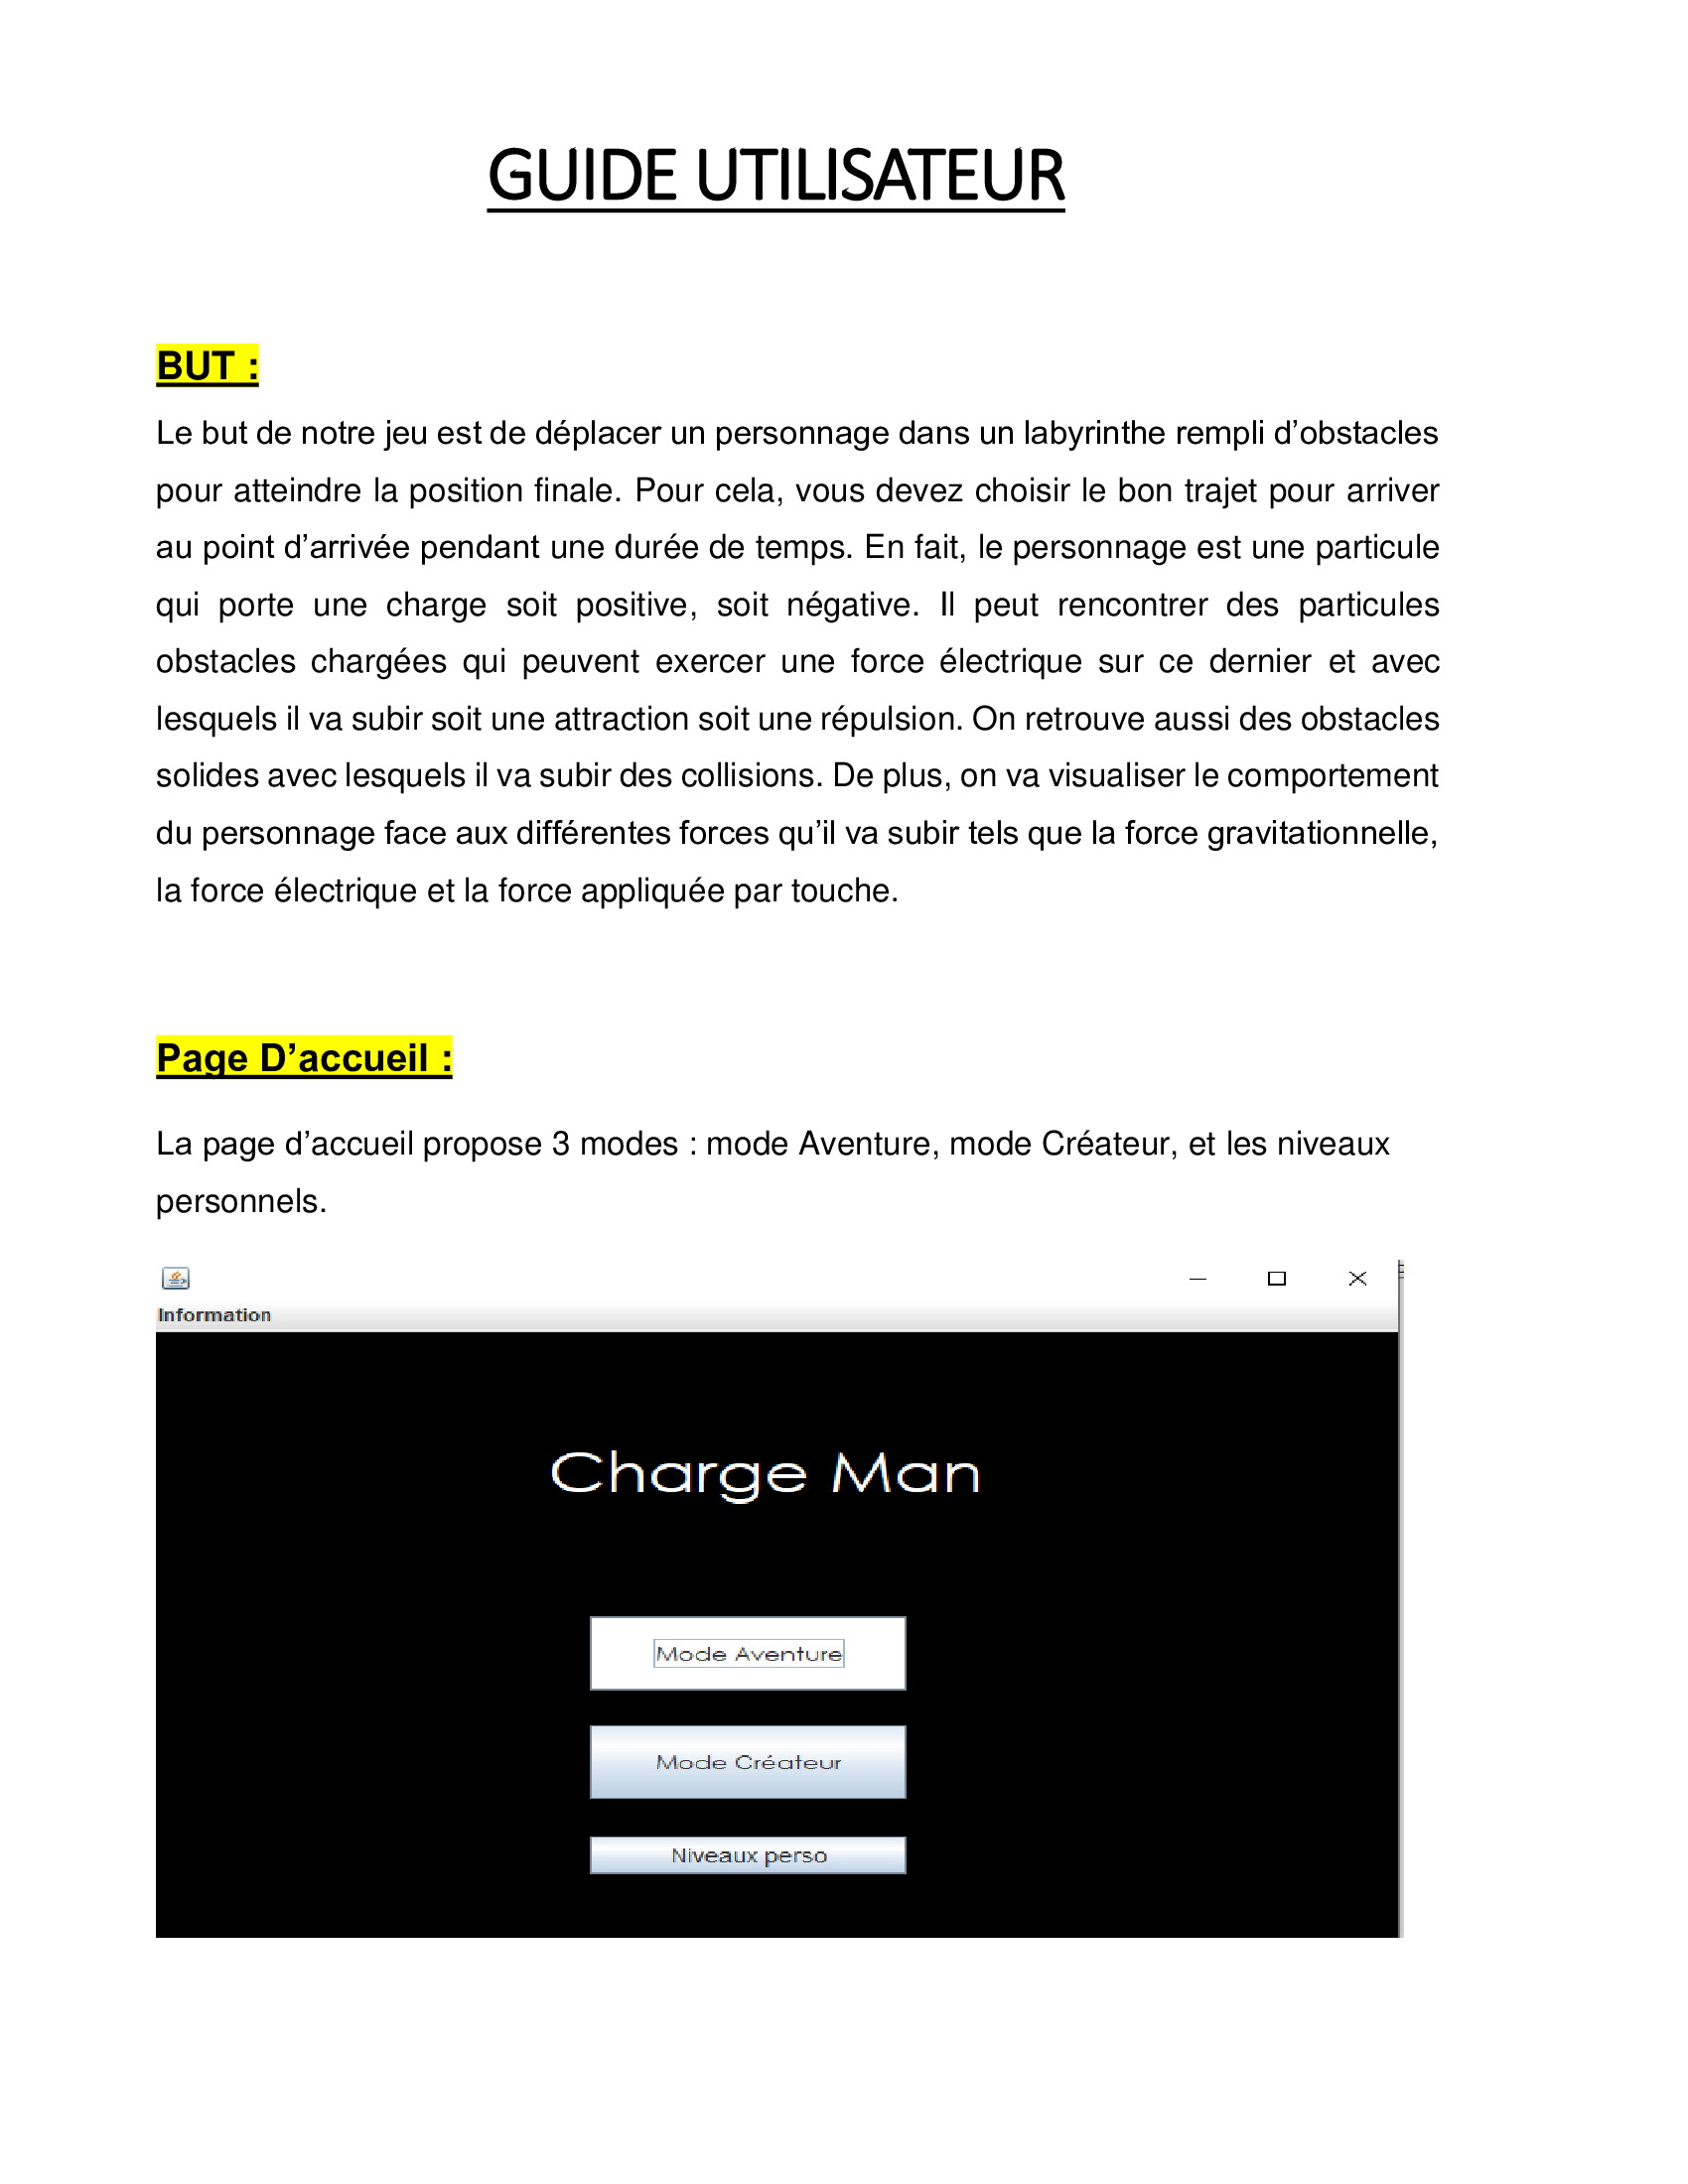 GUIDE UTILISATEUR
BUT :
Le but de notre jeu est de déplacer un personnage dans un labyrinthe rempli d’obstacles
pour atteindre la position finale. Pour cela, vous devez choisir le bon trajet pour arriver
au point d’arrivée pendant une durée de temps. En fait, le personnage est une particule
qui porte une charge soit positive, soit négative. Il peut rencontrer des particules
obstacles chargées qui peuvent exercer une force électrique sur ce dernier et avec
lesquels il va subir soit une attraction soit une répulsion. On retrouve aussi des obstacles
solides avec lesquels il va subir des collisions. De plus, on va visualiser le comportement
du personnage face aux différentes forces qu’il va subir tels que la force gravitationnelle,
la force électrique et la force appliquée par touche.
Page D’accueil :
La page d’accueil propose 3 modes : mode Aventure, mode Créateur, et les niveaux
personnels.
Information
Charge Man
Mode Aventure
Mode Créateur
Niveaux perso